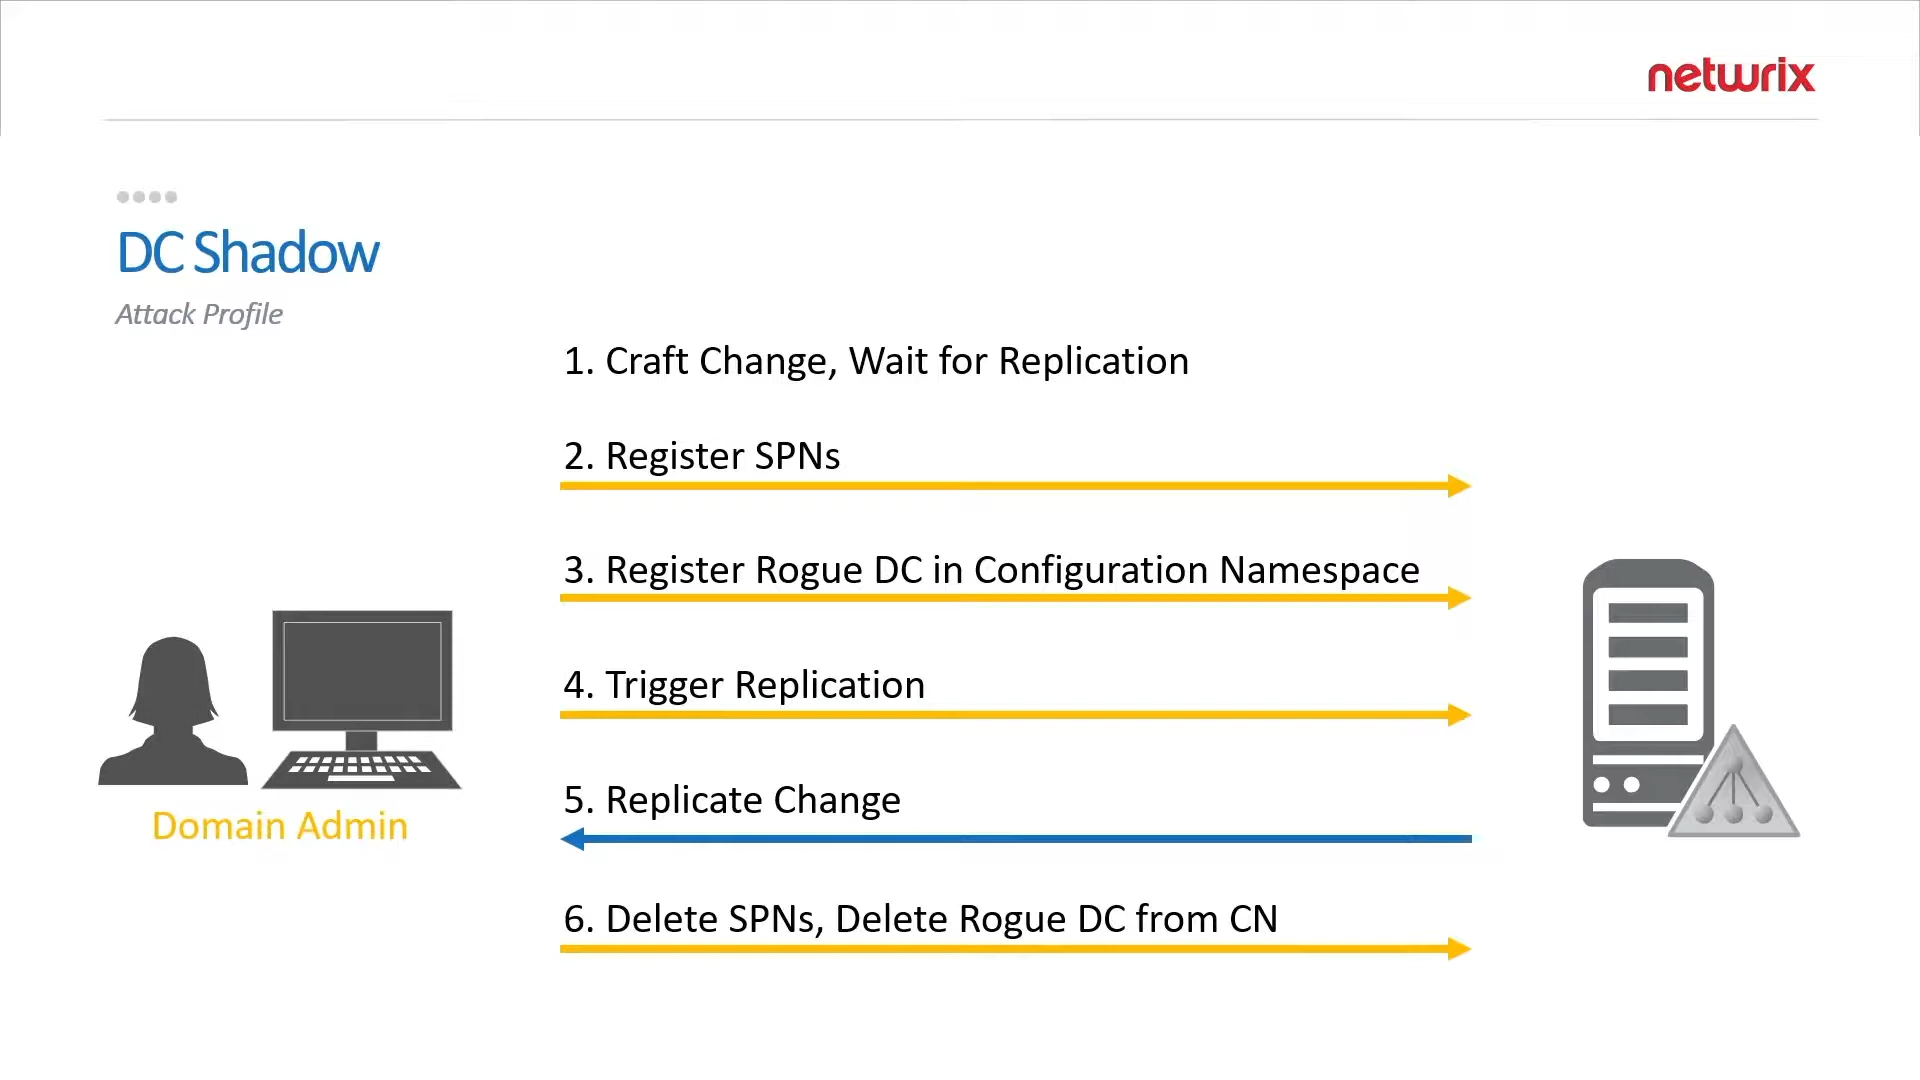 netwrix
DC Shadow
Attack Profile
1. Craft Change, Wait for Replication
2. Register SPNs
3. Register Rogue DC in Configuration Namespace
4. Trigger Replication
5. Replicate Change
Domain Admin
6. Delete SPNs, Delete Rogue DC from CN